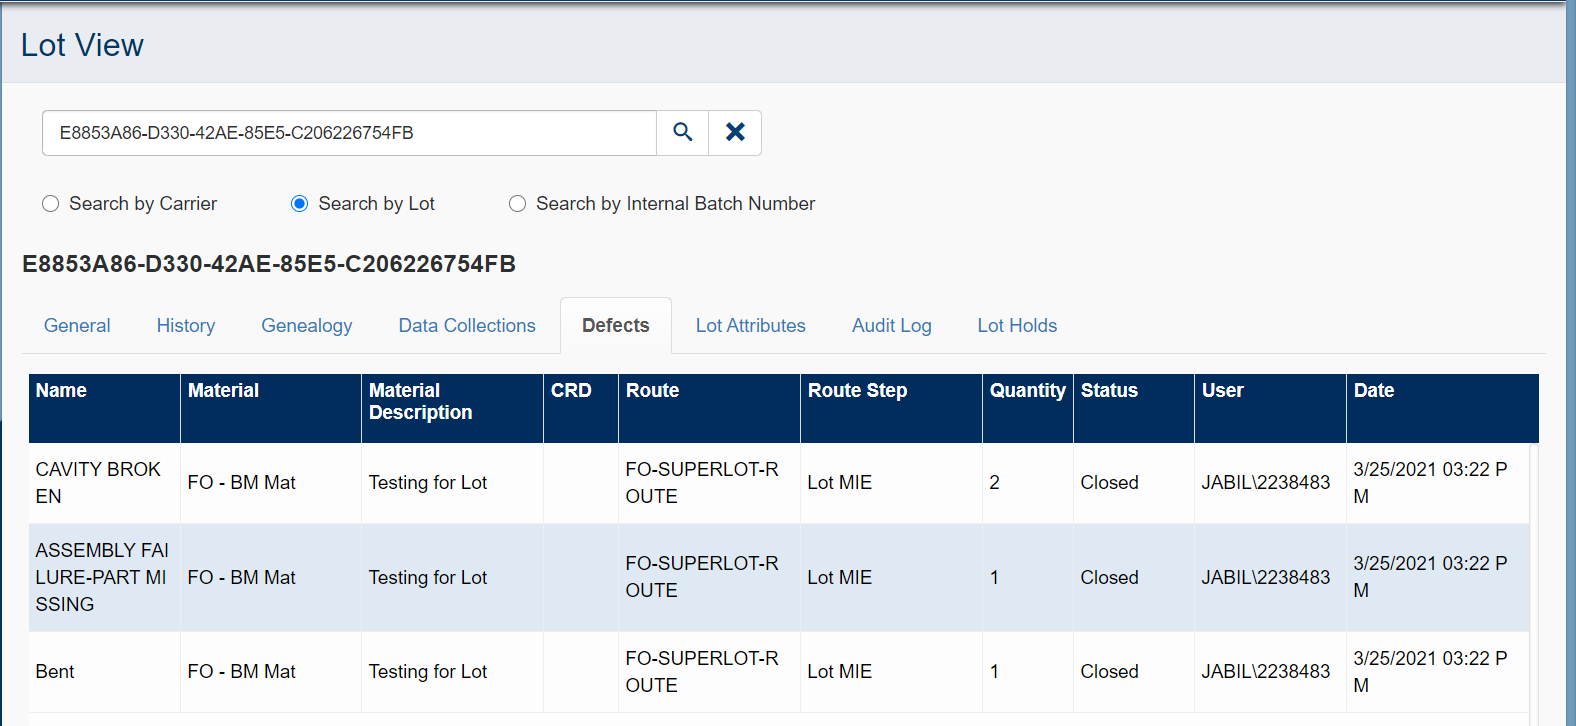 Lot View
E8853A86-D330-42AE-85E5-C206226754FB
Search by Carrier Search by Lot Search by Internal Batch Number
E8853A86-D330-42AE-85E5-C206226754FB
General History Genealogy Data Collections Defects Lot Attributes Audit Log Lot Holds
Name Material Material Description CRD Route Route Step Quantity Status User Date
CAVITY BROKEN FO - BM Mat Testing for Lot FO-SUPERLOT-ROUTE Lot MIE 2 Closed JABIL\2238483 3/25/2021 03:22 PM
ASSEMBLY FAILURE-PART MISSING FO - BM Mat Testing for Lot FO-SUPERLOT-ROUTE Lot MIE 1 Closed JABIL\2238483 3/25/2021 03:22 PM
Bent FO - BM Mat Testing for Lot FO-SUPERLOT-ROUTE Lot MIE 1 Closed JABIL\2238483 3/25/2021 03:22 PM